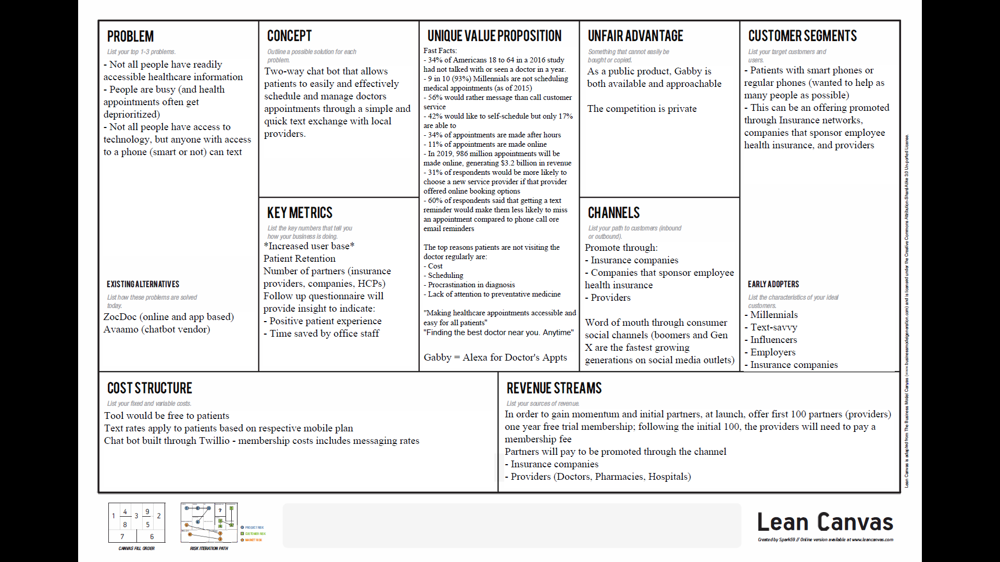 PROBLEM
List your top 1-3 problems.
- Not all people have readily
accessible healthcare information
- People are busy (and health
appointments often get
deprioritized)
- Not all people have access to
technology, but anyone with access
to a phone (smart or not) can text
EXISTING ALTERNATIVES
List how these problems are solved
today.
ZocDoc (online and app based)
Avaamo (chatbot vendor)
CONCEPT
Outline a possible solution for each
problem.
Two-way chat bot that allows
patients to easily and effectively
schedule and manage doctors
appointments through a simple and
quick text exchange with local
providers.
KEY METRICS
List the key numbers that tell you
how your business is doing.
*Increased user base*
Patient Retention
Number of partners (insurance
providers, companies, HCPs)
Follow up questionnaire will
provide insight to indicate:
- Positive patient experience
- Time saved by office staff
UNIQUE VALUE PROPOSITION
Fast Facts:
- 34% of Americans 18 to 64 in a 2016 study
had not talked with or seen a doctor in a year.
- 9 in 10 (93%) Millennials are not scheduling
medical appointments (as of 2015)
- 56% would rather message than call customer
service
- 42% would like to self-schedule but only 17%
are able to
- 34% of appointments are made after hours
- 11% of appointments are made online
- In 2019, 986 million appointments will be
made online, generating $3.2 billion in revenue
- 31% of respondents would be more likely to
choose a new service provider if that provider
offered online booking options
- 60% of respondents said that getting a text
reminder would make them less likely to miss
an appointment compared to phone call ore
email reminders
The top reasons patients are not visiting the
doctor regularly are:
- Cost
- Scheduling
- Procrastination in diagnosis
- Lack of attention to preventative medicine
"Making healthcare appointments accessible and
easy for all patients"
"Finding the best doctor near you. Anytime"
Gabby = Alexa for Doctor's Appts
UNFAIR ADVANTAGE
Something that cannot easily be
bought or copied.
As a public product, Gabby is
both available and approachable
The competition is private
CHANNELS
List your path to customers (inbound
or outbound).
Promote through:
- Insurance companies
- Companies that sponsor employee
health insurance
- Providers
Word of mouth through consumer
social channels (boomers and Gen
X are the fastest growing
generations on social media outlets)
CUSTOMER SEGMENTS
List your target customers and
users.
- Patients with smart phones or
regular phones (wanted to help as
many people as possible)
- This can be an offering promoted
through Insurance networks,
companies that sponsor employee
health insurance, and providers
EARLY ADOPTERS
List the characteristics of your ideal
customers.
- Millennials
- Text-savvy
- Influencers
- Employers
- Insurance companies
COST STRUCTURE
List your fixed and variable costs.
Tool would be free to patients
Text rates apply to patients based on respective mobile plan
Chat bot built through Twillio - membership costs includes messaging rates
REVENUE STREAMS
List your sources of revenue.
In order to gain momentum and initial partners, at launch, offer first 100 partners (providers)
one year free trial membership; following the initial 100, the providers will need to pay a
membership fee
Partners will pay to be promoted through the channel
- Insurance companies
- Providers (Doctors, Pharmacies, Hospitals)
Lean Canvas is adapted from The Business Model Canvas (www.businessmodelgeneration.com) and is licensed under the Creative Commons Attribution-Share Alike 3.0 Un-ported License.
1 4 3 9 2
8 5
7 6
CANVAS FILL ORDER
?
RISK ITERATION PATH
PRODUCT RISK
CUSTOMER RISK
MARKET RISK
Lean Canvas
Created by Spark59 // Online version available at www.leancanvas.com